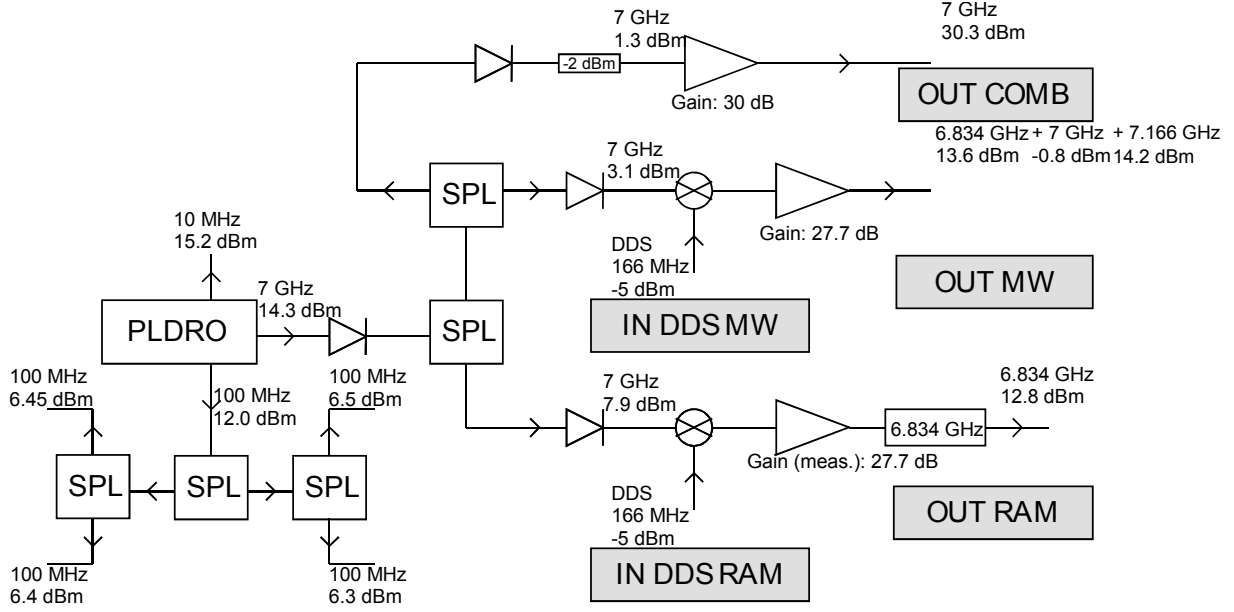 7 GHz
1.3 dBm
7 GHz
30.3 dBm
-2 dBm
Gain: 30 dB
OUT COMB
6.834 GHz + 7 GHz + 7.166 GHz
13.6 dBm -0.8 dBm 14.2 dBm
7 GHz
3.1 dBm
SPL
Gain: 27.7 dB
DDS
166 MHz
-5 dBm
OUT MW
IN DDS MW
10 MHz
15.2 dBm
7 GHz
14.3 dBm
PLDRO
SPL
100 MHz
6.45 dBm
100 MHz
12.0 dBm
100 MHz
6.5 dBm
7 GHz
7.9 dBm
6.834 GHz
12.8 dBm
6.834 GHz
Gain (meas.): 27.7 dB
SPL
SPL
SPL
DDS
166 MHz
-5 dBm
OUT RAM
IN DDS RAM
100 MHz
6.4 dBm
100 MHz
6.3 dBm